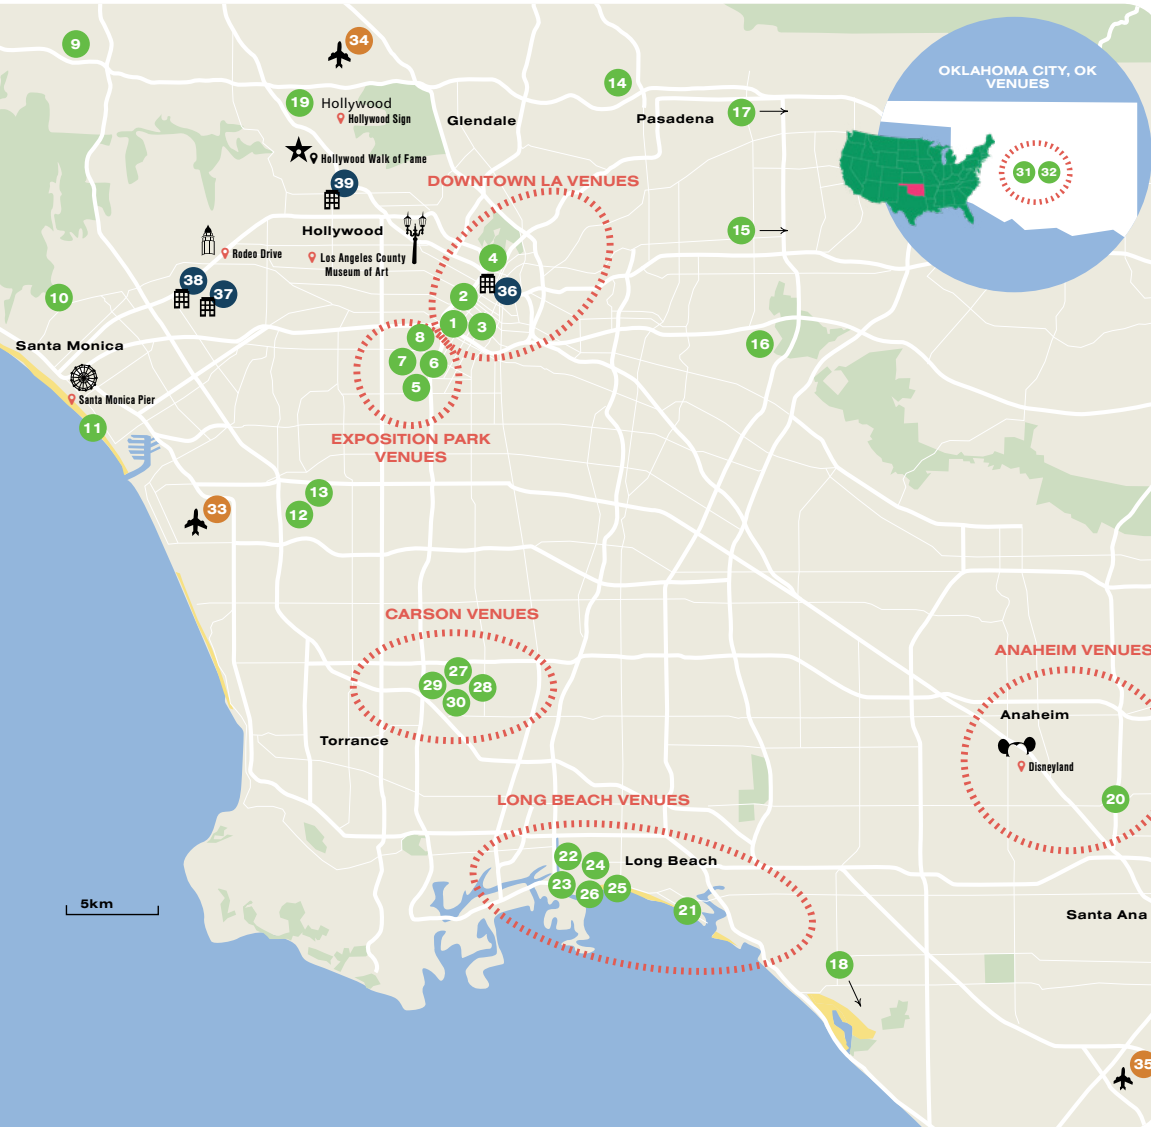 9
34
14
OKLAHOMA CITY, OK
VENUES
19 Hollywood
Hollywood Sign
Glendale
Pasadena
17
Hollywood Walk of Fame
31 32
39
DOWNTOWN LA VENUES
Hollywood
15
Rodeo Drive
Los Angeles County
Museum of Art
4
38
37
36
10
2
1
3
Santa Monica
8
16
7
6
5
Santa Monica Pier
11
EXPOSITION PARK
VENUES
13
33
12
CARSON VENUES
ANAHEIM VENUES
27
29
28
30
Anaheim
Torrance
Disneyland
20
LONG BEACH VENUES
22
24
Long Beach
23
26
25
21
5km
Santa Ana
18
35